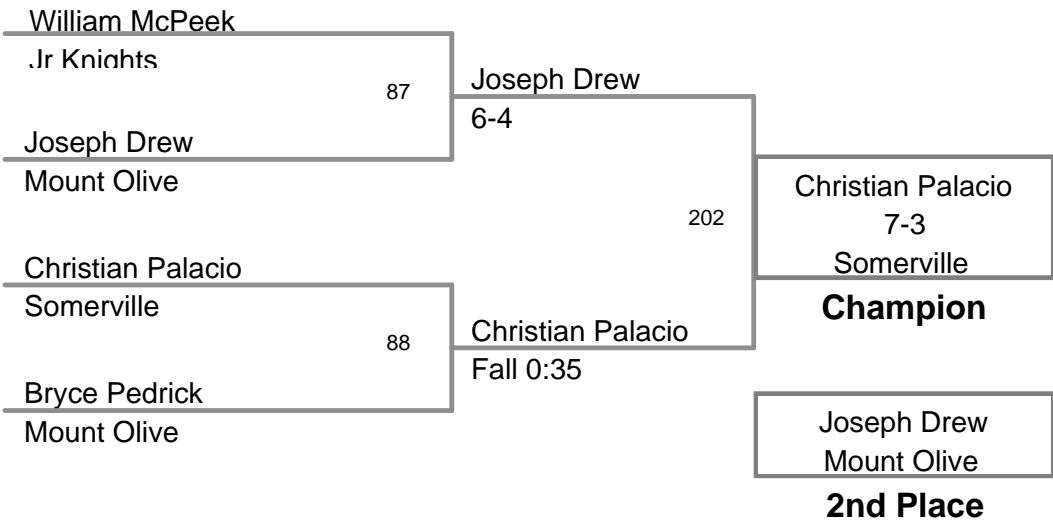 William McPeek
Jr Knights
87
Joseph Drew
6-4
Joseph Drew
Mount Olive
202
Christian Palacio
7-3
Somerville
Champion
Christian Palacio
Somerville
88
Christian Palacio
Fall 0:35
Bryce Pedrick
Mount Olive
Joseph Drew
Mount Olive
2nd Place